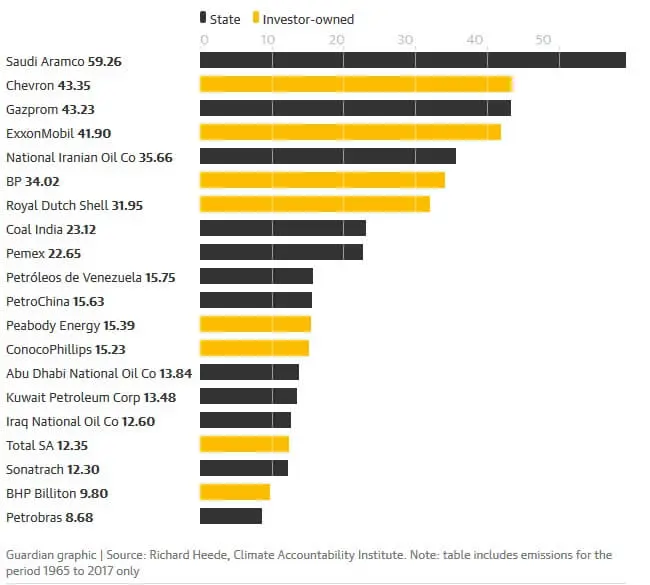 State Investor-owned
0 10 20 30 40 50
Saudi Aramco 59.26
Chevron 43.35
Gazprom 43.23
ExxonMobil 41.90
National Iranian Oil Co 35.66
BP 34.02
Royal Dutch Shell 31.95
Coal India 23.12
Pemex 22.65
Petróleos de Venezuela 15.75
PetroChina 15.63
Peabody Energy 15.39
ConocoPhillips 15.23
Abu Dhabi National Oil Co 13.84
Kuwait Petroleum Corp 13.48
Iraq National Oil Co 12.60
Total SA 12.35
Sonatrach 12.30
BHP Billiton 9.80
Petrobras 8.68
Guardian graphic | Source: Richard Heede, Climate Accountability Institute. Note: table includes emissions for the
period 1965 to 2017 only